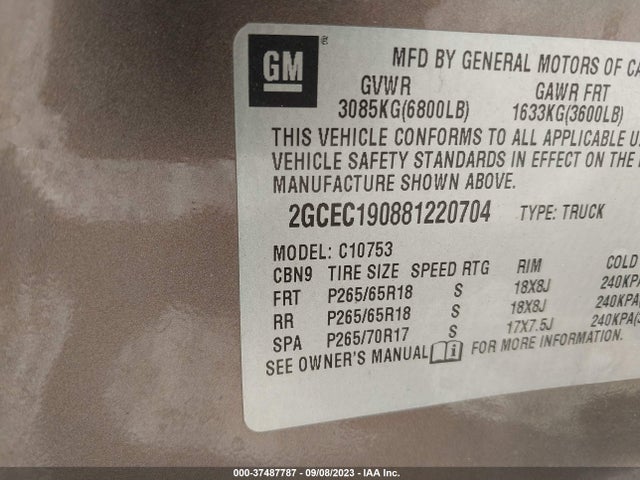 GM ®
MFD BY GENERAL MOTORS OF CA
GVWR GAWR FRT
3085KG(6800LB) 1633KG(3600LB)
THIS VEHICLE CONFORMS TO ALL APPLICABLE U.
VEHICLE SAFETY STANDARDS IN EFFECT ON THE
MANUFACTURE SHOWN ABOVE.
2GCEC190881220704 TYPE: TRUCK
MODEL: C10753
CBN9 TIRE SIZE SPEED RTG RIM COLD
FRT P265/65R18 S 18X8J 240KPA
RR P265/65R18 S 18X8J 240KPA(
SPA P265/70R17 S 17X7.5J 240KPA(
SEE OWNER'S MANUAL i FOR MORE INFORMATION.
000-37487787 - 09/08/2023 - IAA Inc.